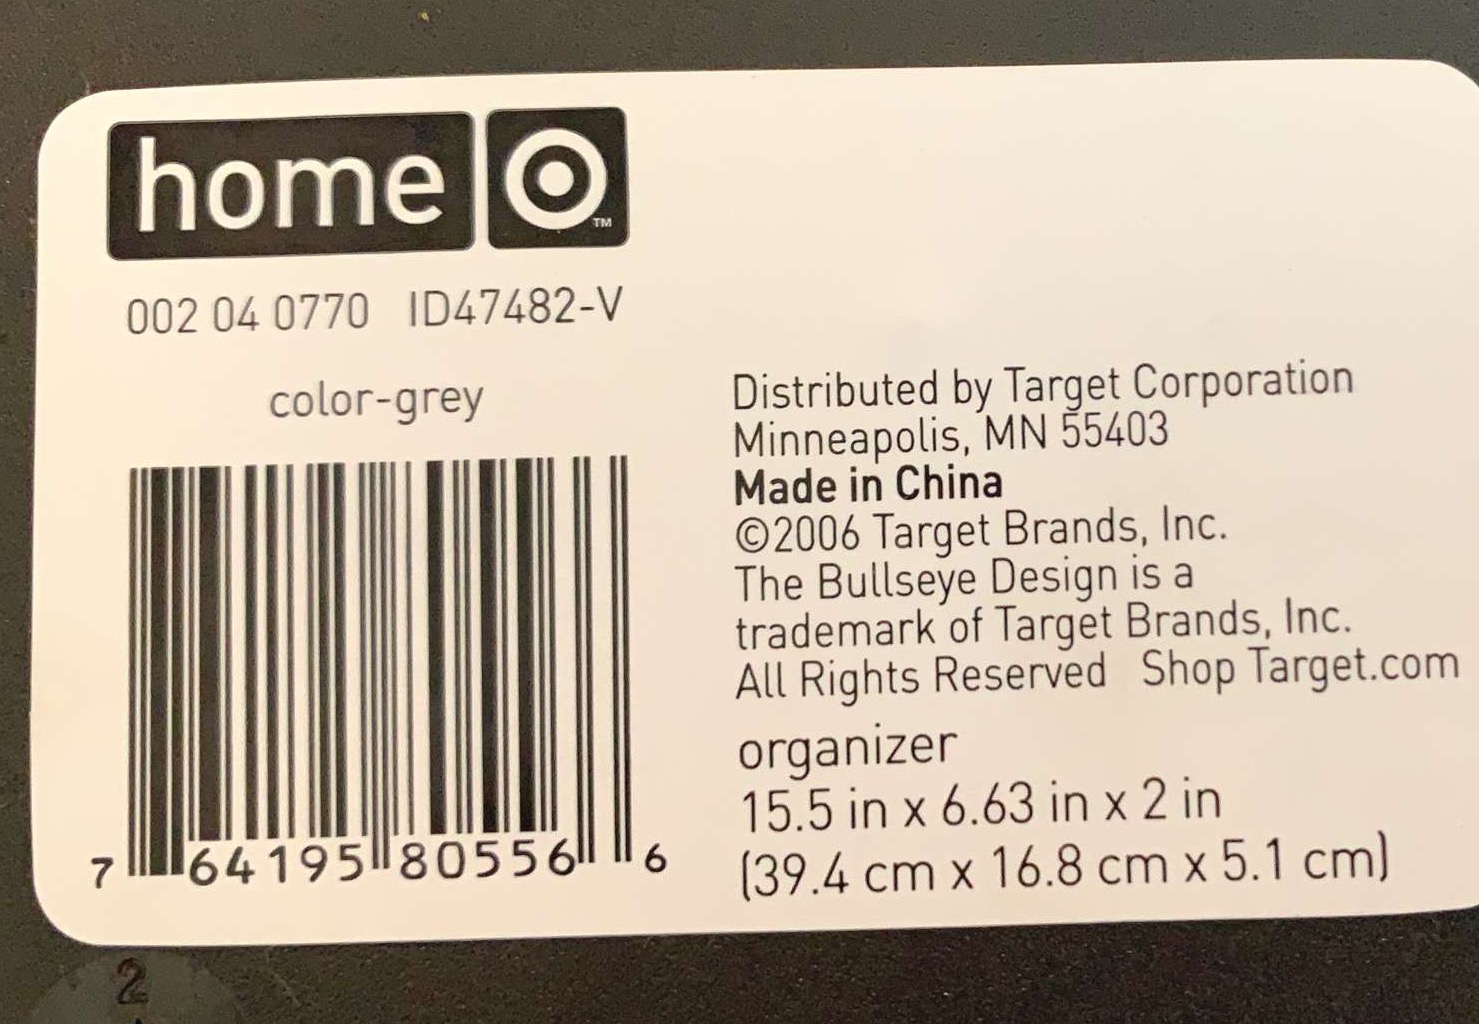 home
TM
002 04 0770 ID47482-V
color-grey
7 64195 80556 6
Distributed by Target Corporation
Minneapolis, MN 55403
Made in China
©2006 Target Brands, Inc.
The Bullseye Design is a
trademark of Target Brands, Inc.
All Rights Reserved Shop Target.com
organizer
15.5 in x 6.63 in x 2 in
(39.4 cm x 16.8 cm x 5.1 cm)
2